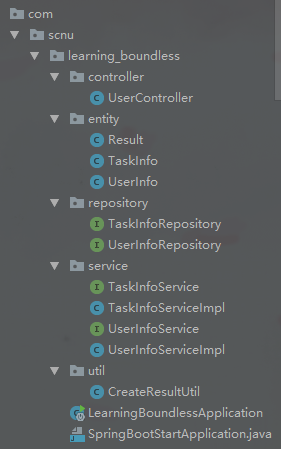 com
scnu
learning_boundless
controller
UserController
entity
Result
TaskInfo
UserInfo
repository
TaskInfoRepository
UserInfoRepository
service
TaskInfoService
TaskInfoServiceImpl
UserInfoService
UserInfoServiceImpl
util
CreateResultUtil
LearningBoundlessApplication
SpringBootStartApplication.java